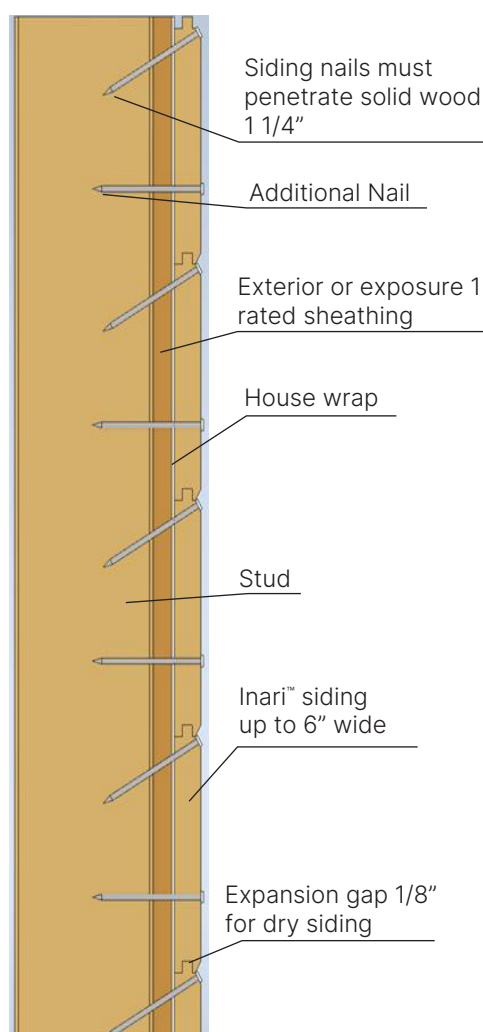 Siding nails must
penetrate solid wood
1 1/4”
Additional Nail
Exterior or exposure 1
rated sheathing
House wrap
Stud
Inari™ siding
up to 6” wide
Expansion gap 1/8”
for dry siding